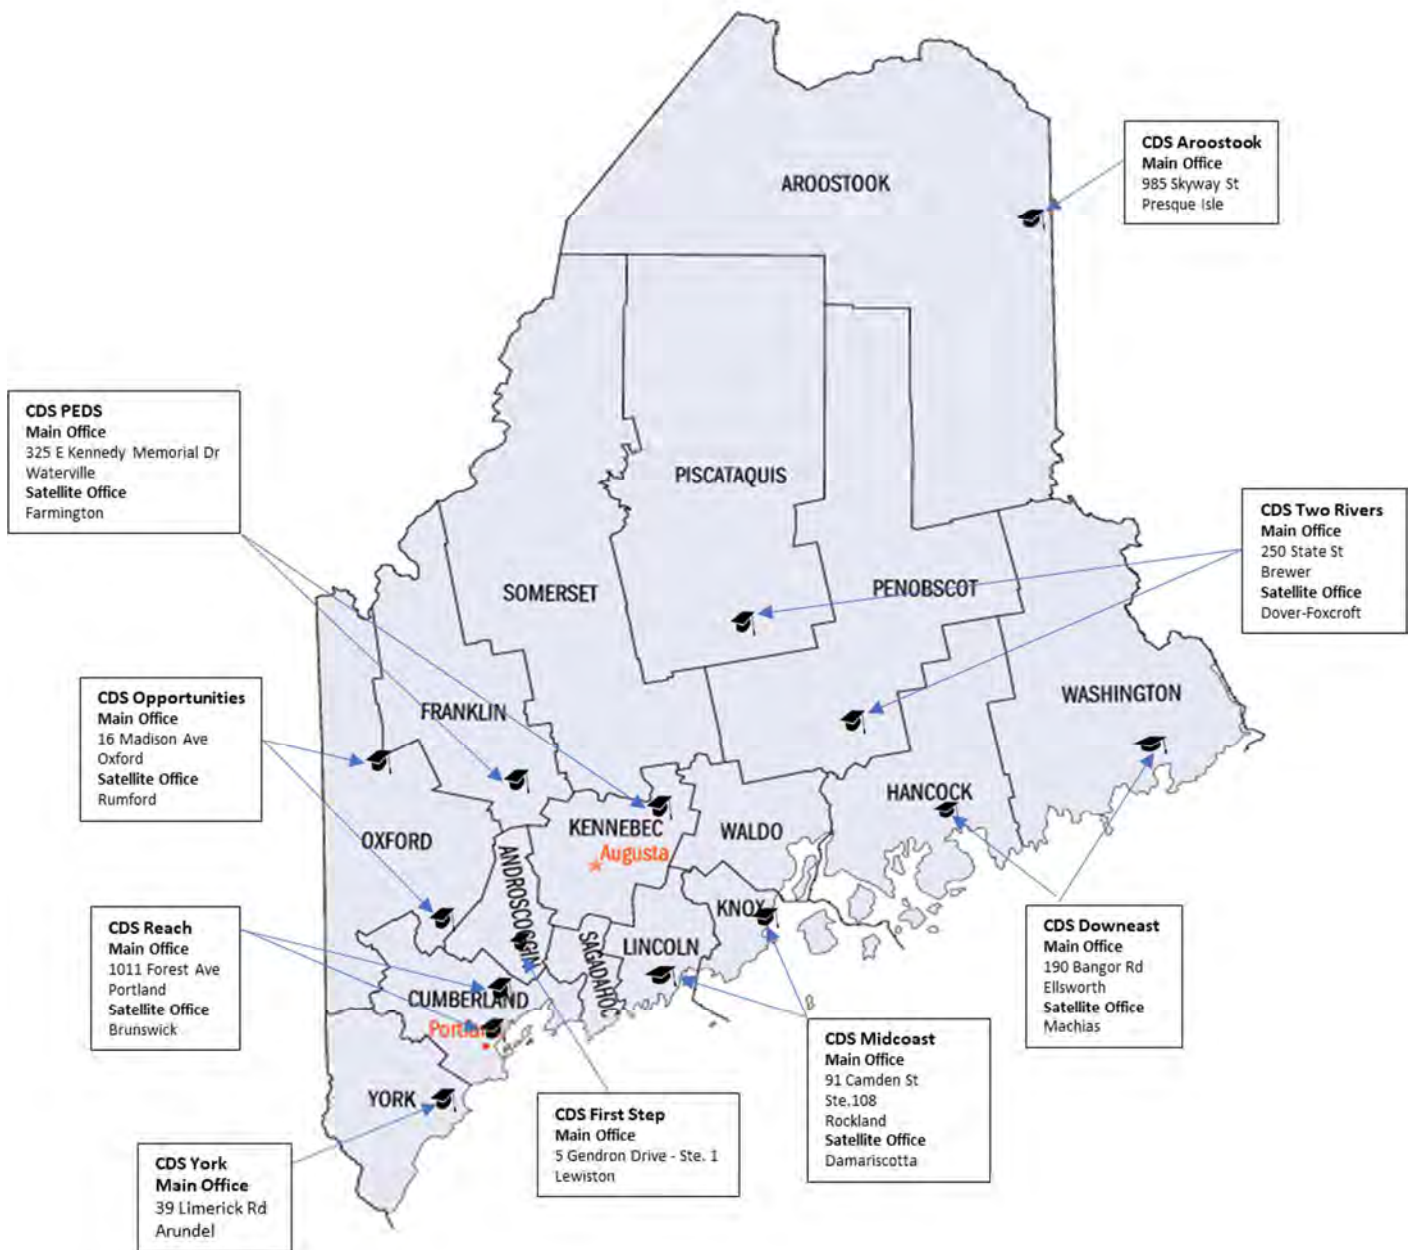 AROOSTOOK
CDS Aroostook
Main Office
985 Skyway St
Presque Isle
CDS PEDS
Main Office
325 E Kennedy Memorial Dr
Waterville
Satellite Office
Farmington
PISCATAQUIS
CDS Two Rivers
Main Office
250 State St
Brewer
Satellite Office
Dover-Foxcroft
SOMERSET
PENOBSCOT
CDS Opportunities
Main Office
16 Madison Ave
Oxford
Satellite Office
Rumford
FRANKLIN
WASHINGTON
HANCOCK
OXFORD
ANDROSCOGGIN
KENNEBEC
Augusta
WALDO
KNOX
CDS Reach
Main Office
1011 Forest Ave
Portland
Satellite Office
Brunswick
SAGADAHOC
LINCOLN
CDS Downeast
Main Office
190 Bangor Rd
Ellsworth
Satellite Office
Machias
CUMBERLAND
Portland
CDS Midcoast
Main Office
91 Camden St
Ste.108
Rockland
Satellite Office
Damariscotta
YORK
CDS First Step
Main Office
5 Gendron Drive - Ste. 1
Lewiston
CDS York
Main Office
39 Limerick Rd
Arundel